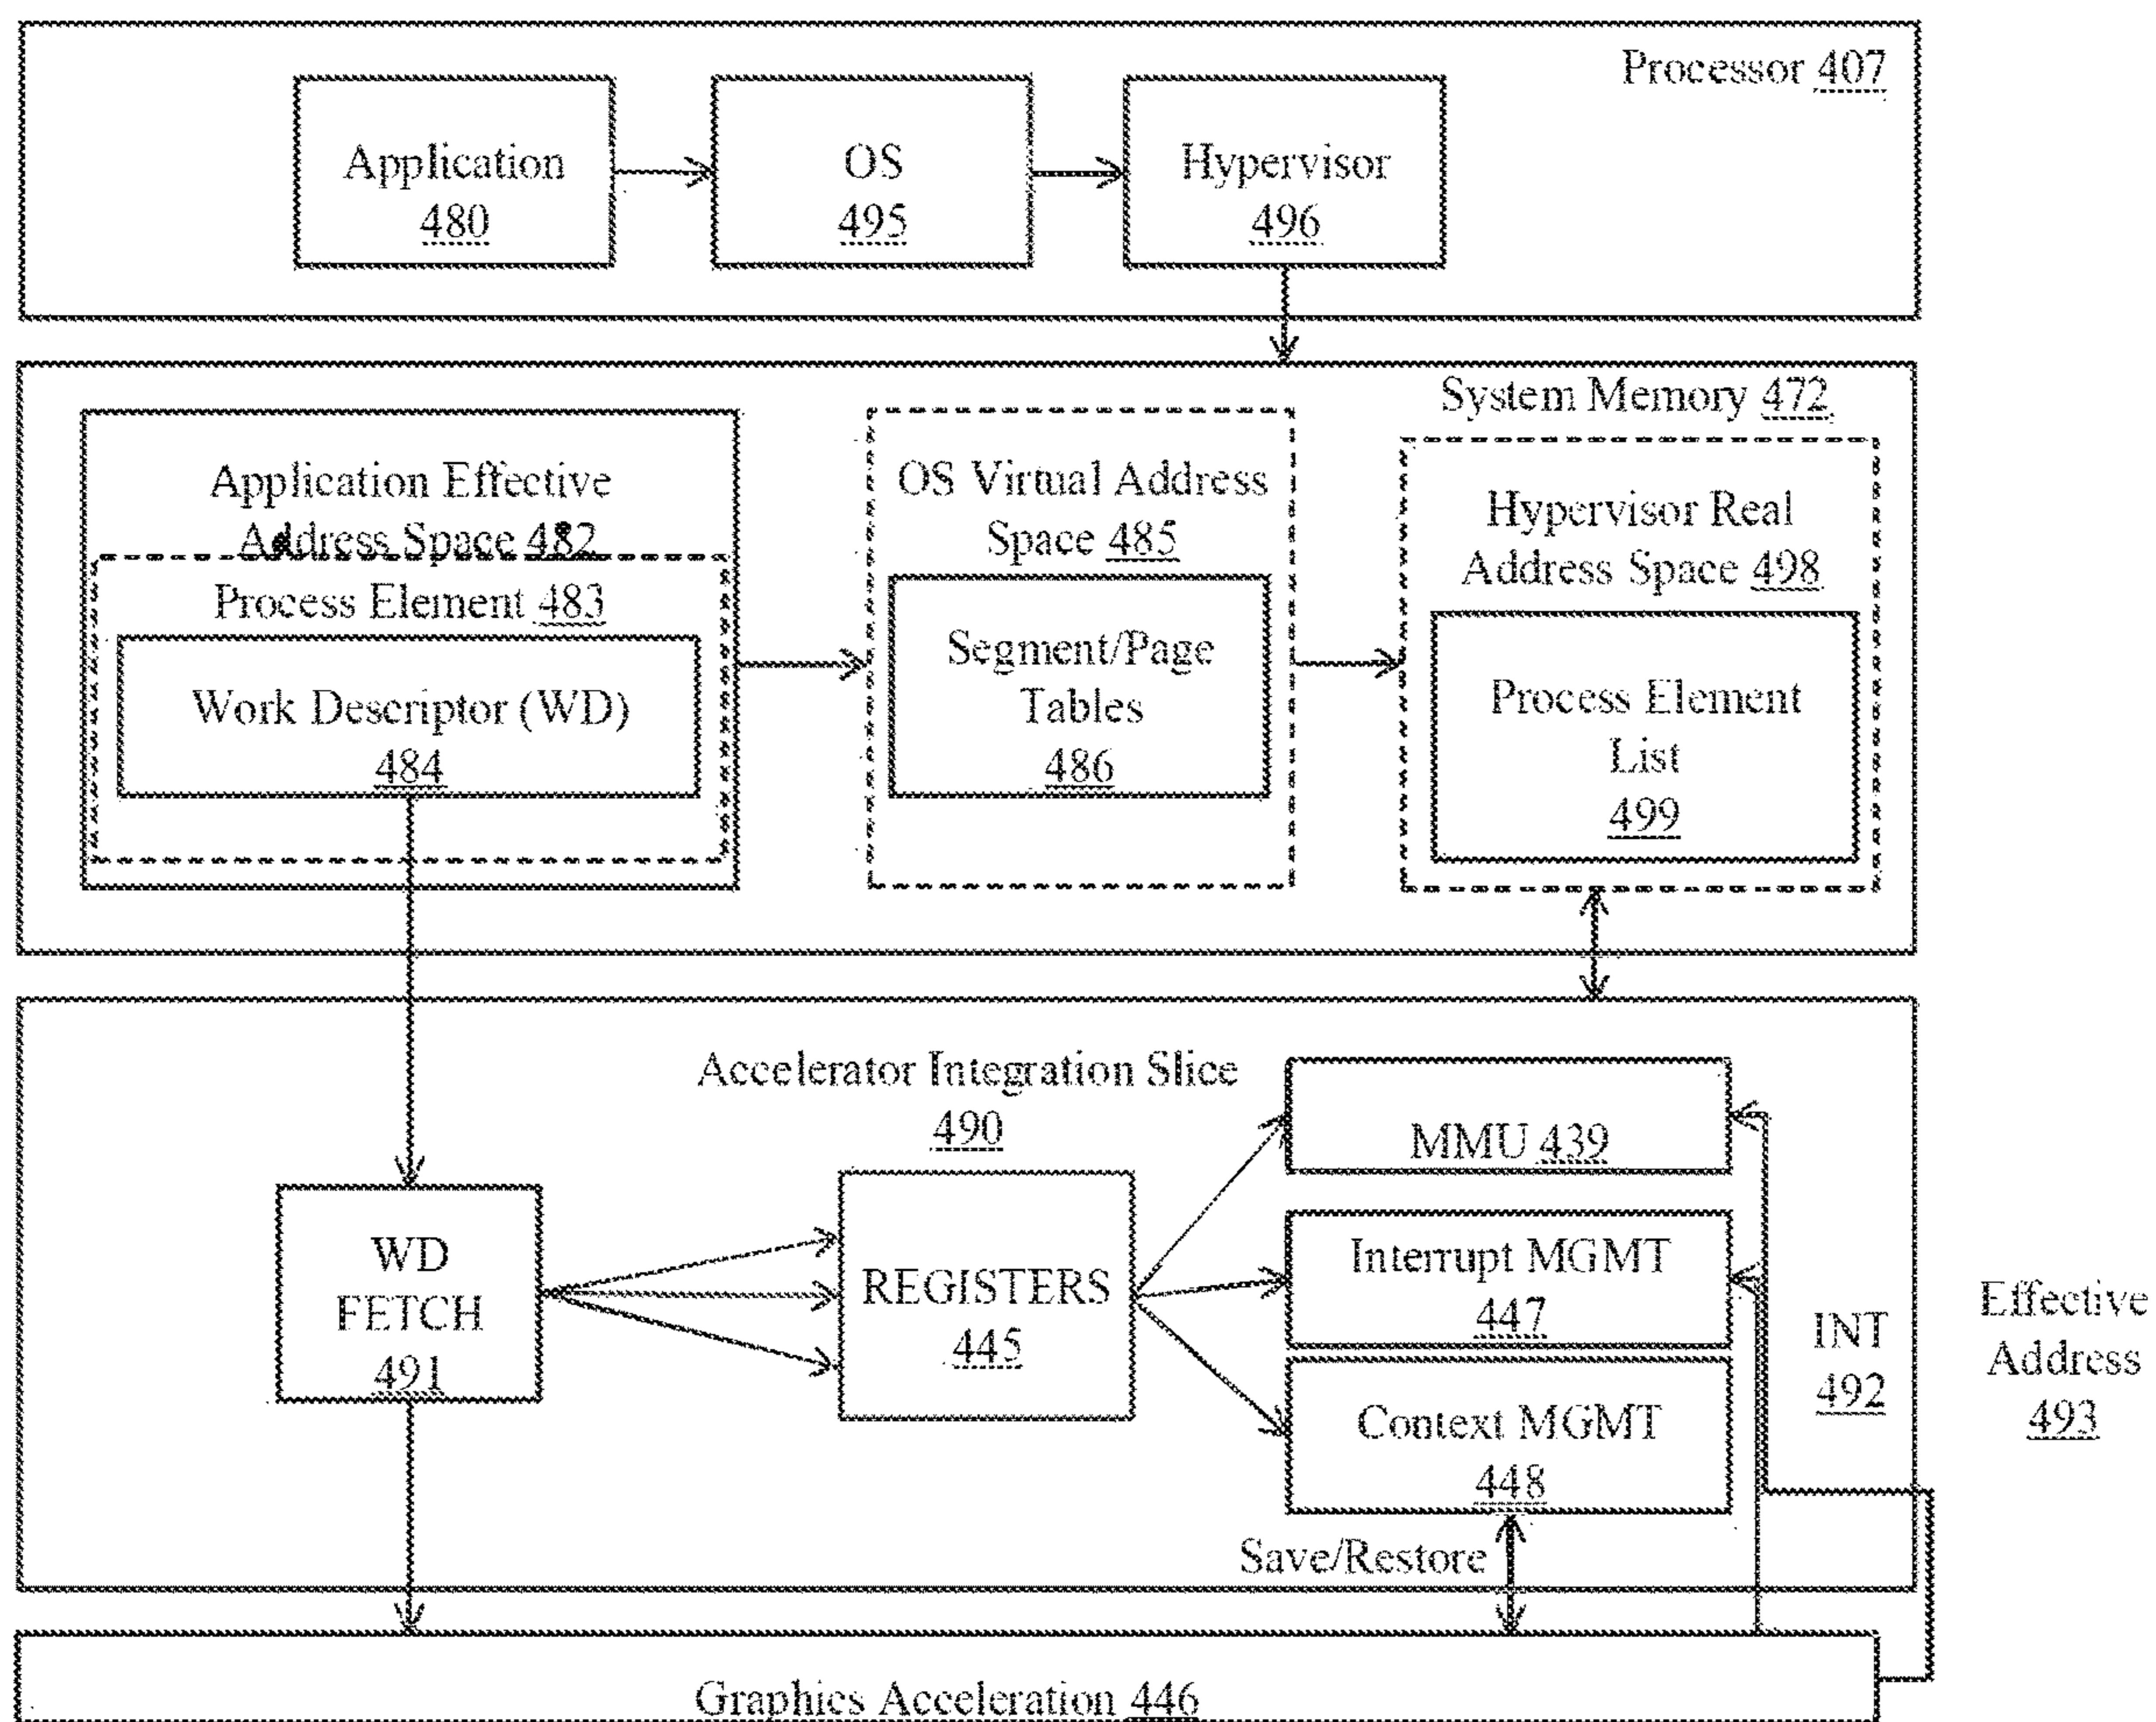 Processor 407
Application
480
OS
495
Hypervisor
496
System Memory 472
Application Effective
Address Space 482
Process Element 483
Work Descriptor (WD)
484
OS Virtual Address
Space 485
Segment/Page
Tables
486
Hypervisor Real
Address Space 498
Process Element
List
499
Accelerator Integration Slice
490
WD
FETCH
491
REGISTERS
445
MMU 439
Interrupt MGMT
447
Context MGMT
448
INT
492
Effective
Address
493
Save/Restore
Graphics Acceleration 446